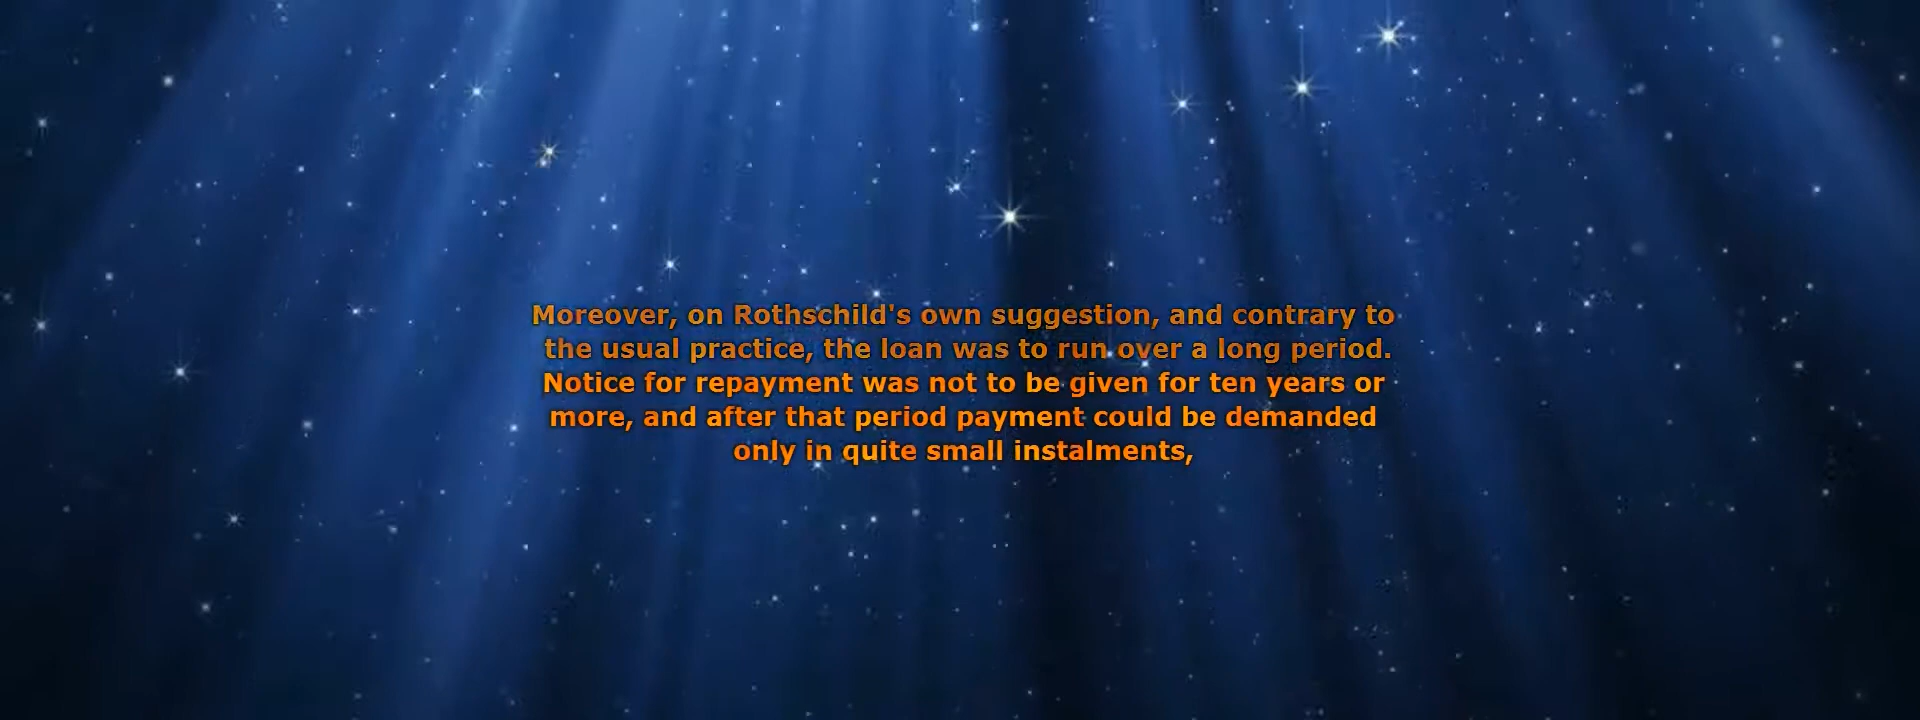 Moreover, on Rothschild's own suggestion, and contrary to
the usual practice, the loan was to run over a long period.
Notice for repayment was not to be given for ten years or
more, and after that period payment could be demanded
only in quite small instalments,